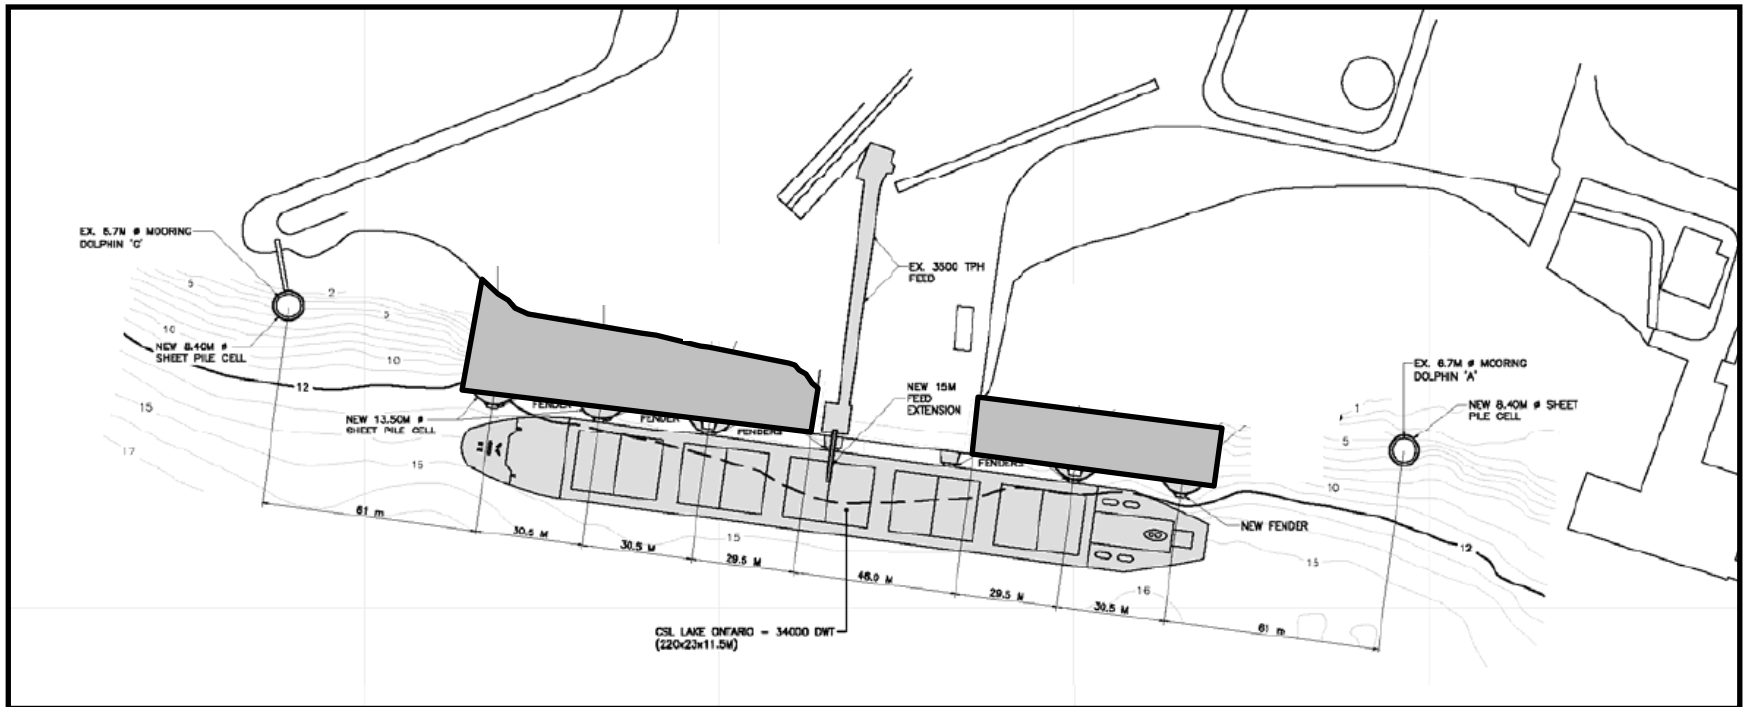 EX. 6.7M ø MOORING
DOLPHIN 'C'
5
2
5
10
NEW 8.40M ø
SHEET PILE CELL
10
12
15
17
NEW 13.50M ø
SHEET PILE CELL
FENDER
FENDER
FENDERS
15
EX. 3500 TPH
FEED
NEW 15M
FEED
EXTENSION
FENDERS
EX. 6.7M ø MOORING
DOLPHIN 'A'
NEW 8.40M ø SHEET
PILE CELL
1
5
10
NEW FENDER
12
15
16
15
61 m
30.5 M
30.5 M
29.5 M
46.0 M
29.5 M
30.5 M
61 m
CSL LAKE ONTARIO - 34000 DWT
(220x23x11.5M)